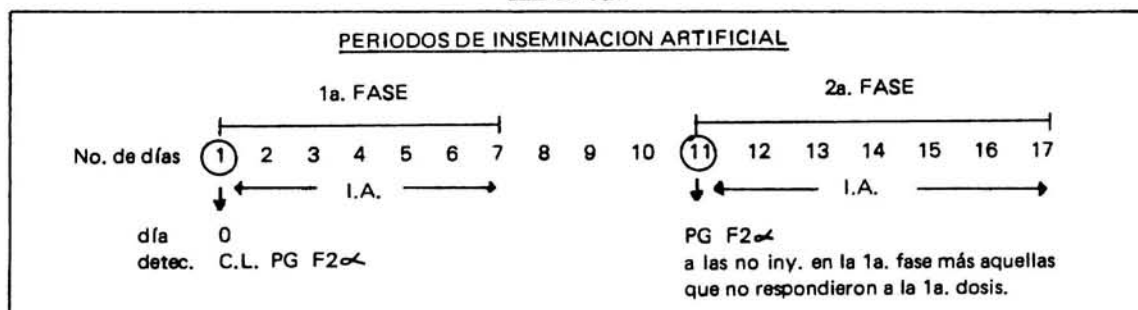 PERIODOS DE INSEMINACION ARTIFICIAL
1a. FASE 2a. FASE
No. de días 1 2 3 4 5 6 7 8 9 10 11 12 13 14 15 16 17
I.A. I.A.
día 0 PG F2∝
detec. C.L. PG F2∝ a las no iny. en la 1a. fase más aquellas
que no respondieron a la 1a. dosis.